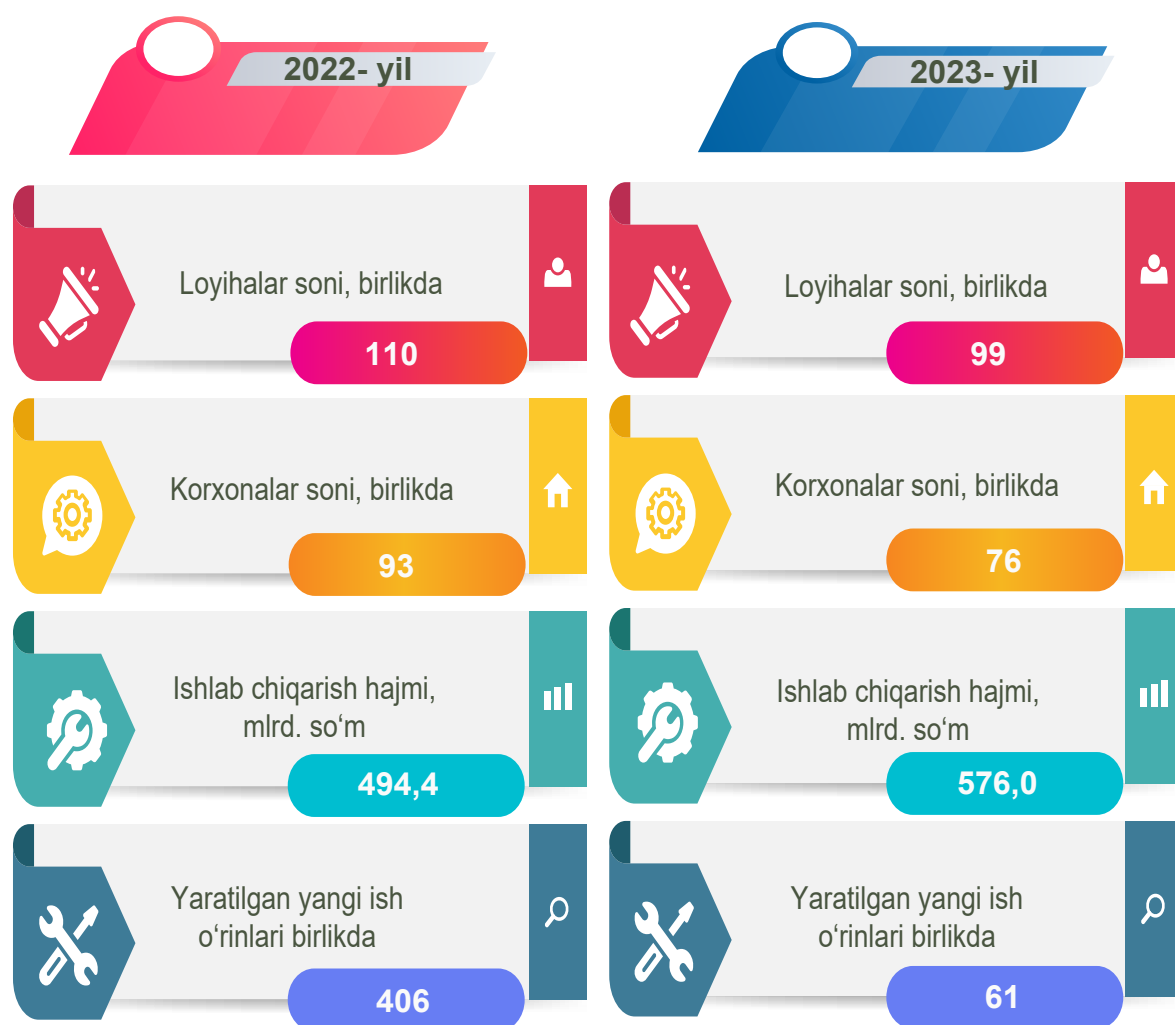 2022- yil
Loyihalar soni, birlikda
110
Korxonalar soni, birlikda
93
Ishlab chiqarish hajmi,
mlrd. so‘m
494,4
Yaratilgan yangi ish
o‘rinlari birlikda
406
2023- yil
Loyihalar soni, birlikda
99
Korxonalar soni, birlikda
76
Ishlab chiqarish hajmi,
mlrd. so‘m
576,0
Yaratilgan yangi ish
o‘rinlari birlikda
61